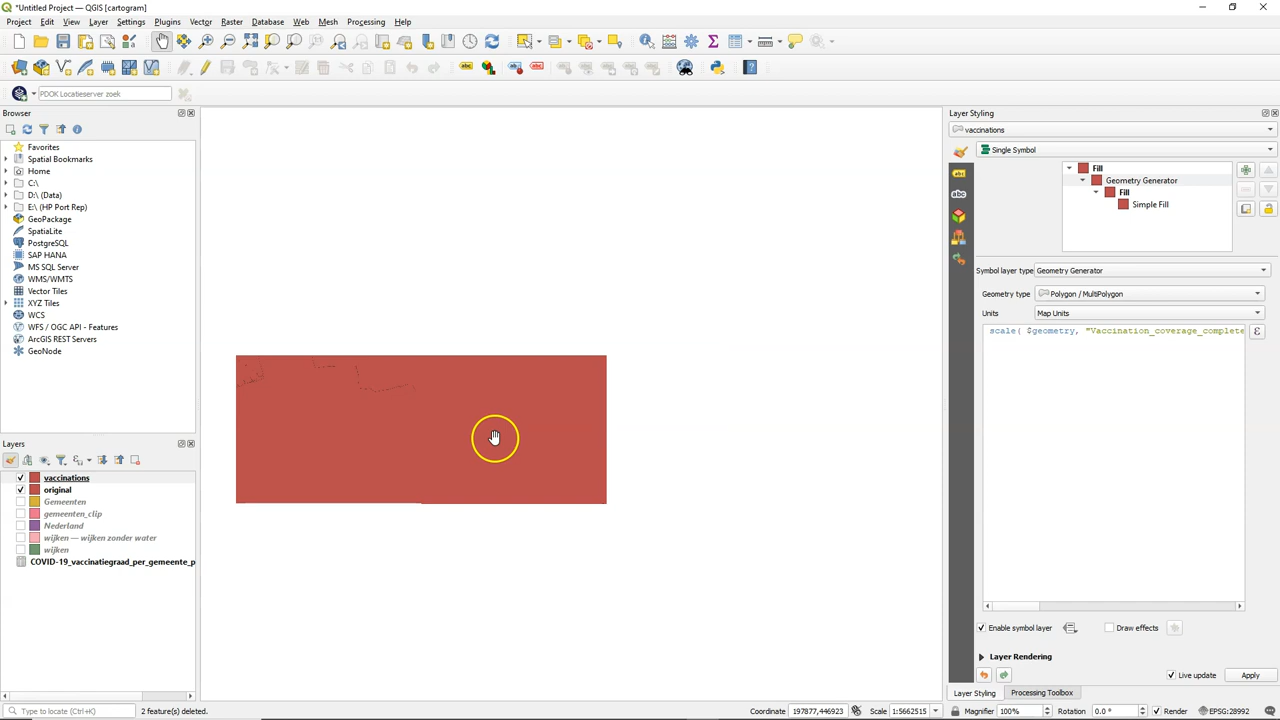 *Untitled Project — QGIS [cartogram]
Project Edit View Layer Settings Plugins Vector Raster Database Web Mesh Processing Help
PDOK Locatieserver zoek
Browser
Favorites
Spatial Bookmarks
Home
C:\
D:\ (Data)
E:\ (HP Port Rep)
GeoPackage
SpatiaLite
PostgreSQL
SAP HANA
MS SQL Server
WMS/WMTS
Vector Tiles
XYZ Tiles
WCS
WFS / OGC API - Features
ArcGIS REST Servers
GeoNode
Layers
vaccinations
original
Gemeenten
gemeenten_clip
Nederland
wijken — wijken zonder water
wijken
COVID-19_vaccinatiegraad_per_gemeente_p
Layer Styling
vaccinations
Single Symbol
Fill
Geometry Generator
Fill
Simple Fill
Symbol layer type Geometry Generator
Geometry type Polygon / MultiPolygon
Units Map Units
scale( $geometry, "Vaccination_coverage_complete
ε
Enable symbol layer Draw effects
Layer Rendering
Live update Apply
Layer Styling Processing Toolbox
Type to locate (Ctrl+K) 2 feature(s) deleted. Coordinate 197877,446923 Scale 1:5662515 Magnifier 100% Rotation 0.0 ° Render EPSG:28992